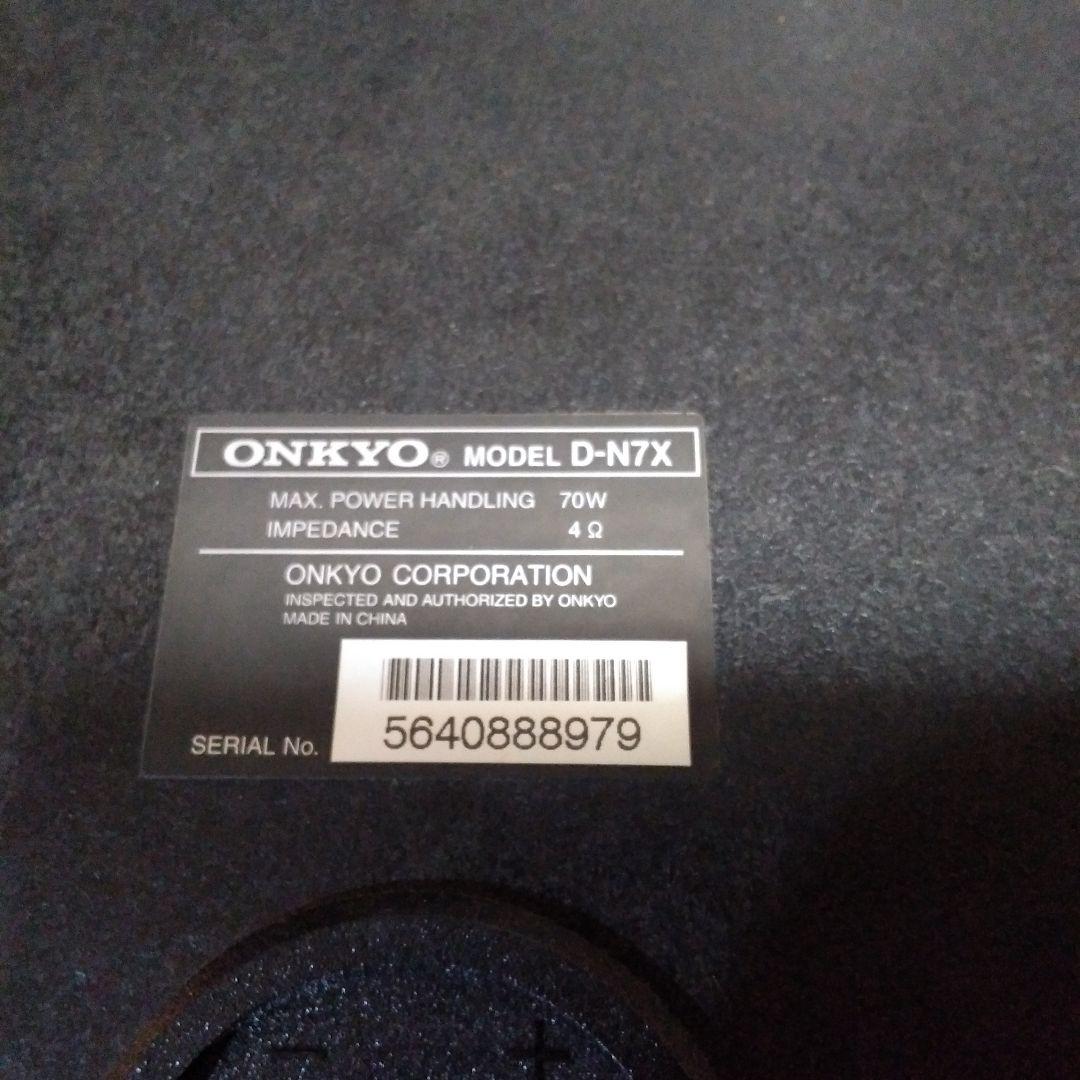 ONKYO® MODEL D-N7X
MAX. POWER HANDLING 70W
IMPEDANCE 4 Ω
ONKYO CORPORATION
INSPECTED AND AUTHORIZED BY ONKYO
MADE IN CHINA
SERIAL No. 5640888979
- +